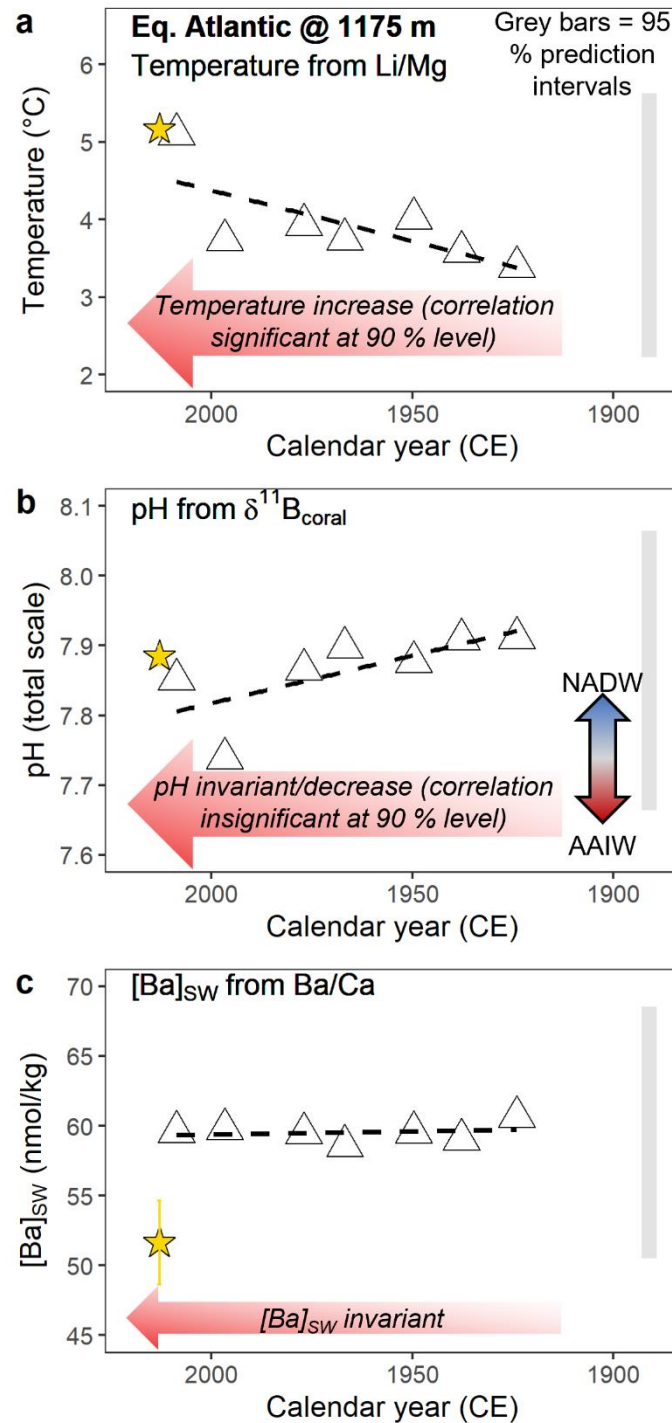 a
Eq. Atlantic @ 1175 m
Temperature from Li/Mg
Grey bars = 95
% prediction
intervals
Temperature (°C)
6
5
4
3
2
Temperature increase (correlation
significant at 90 % level)
2000
1950
1900
Calendar year (CE)
b
pH from δ¹¹B_coral
pH (total scale)
8.1
8.0
7.9
7.8
7.7
7.6
NADW
AAIW
pH invariant/decrease (correlation
insignificant at 90 % level)
2000
1950
1900
Calendar year (CE)
c
[Ba]_SW from Ba/Ca
[Ba]_SW (nmol/kg)
70
65
60
55
50
45
[Ba]_SW invariant
2000
1950
1900
Calendar year (CE)